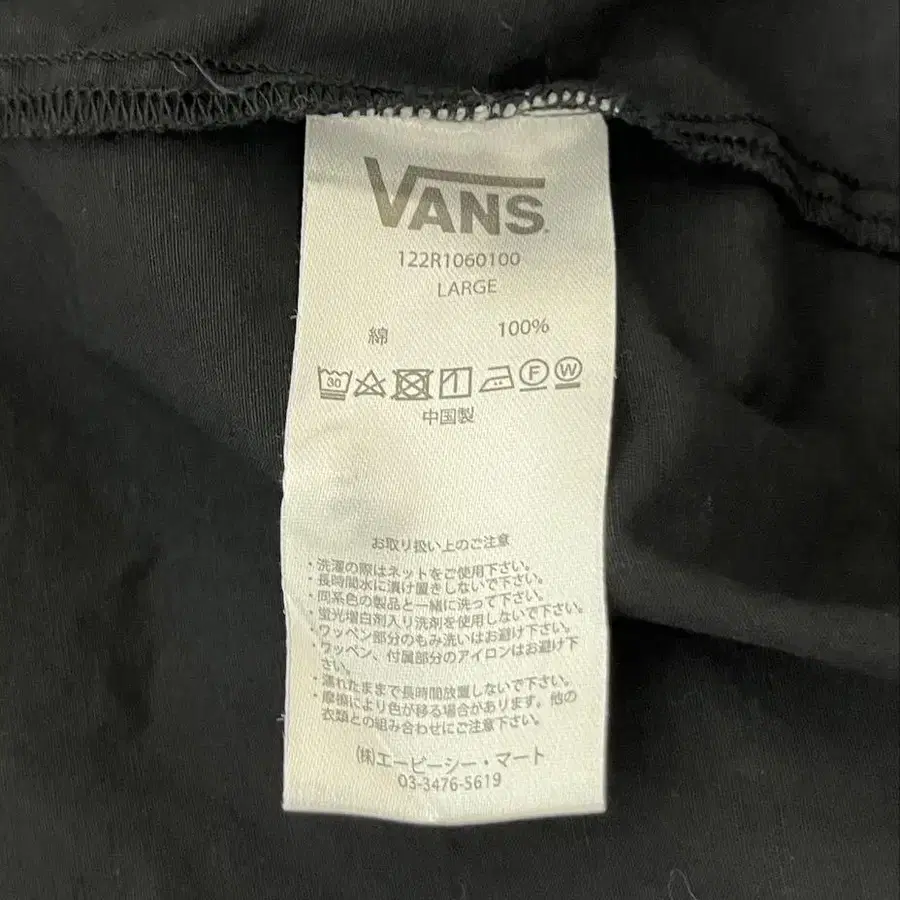 VANS
122R1060100
LARGE
綿 100%
30 F W
中国製
お取り扱い上のご注意
・洗濯の際はネットをご使用下さい。
・長時間水に漬け置きしないで下さい。
・同系色の製品と一緒に洗って下さい。
・蛍光増白剤入り洗剤を使用しないで下さい。
・ワッペン部分のもみ洗いはお避け下さい。
・ワッペン、付属部分のアイロンはお避け下
さい。
・濡れたままで長時間放置しないで下さい。
・摩擦により色が移る場合があります。他の
衣類との組み合わせにご注意下さい。
(株)エービーシー・マート
03-3476-5619